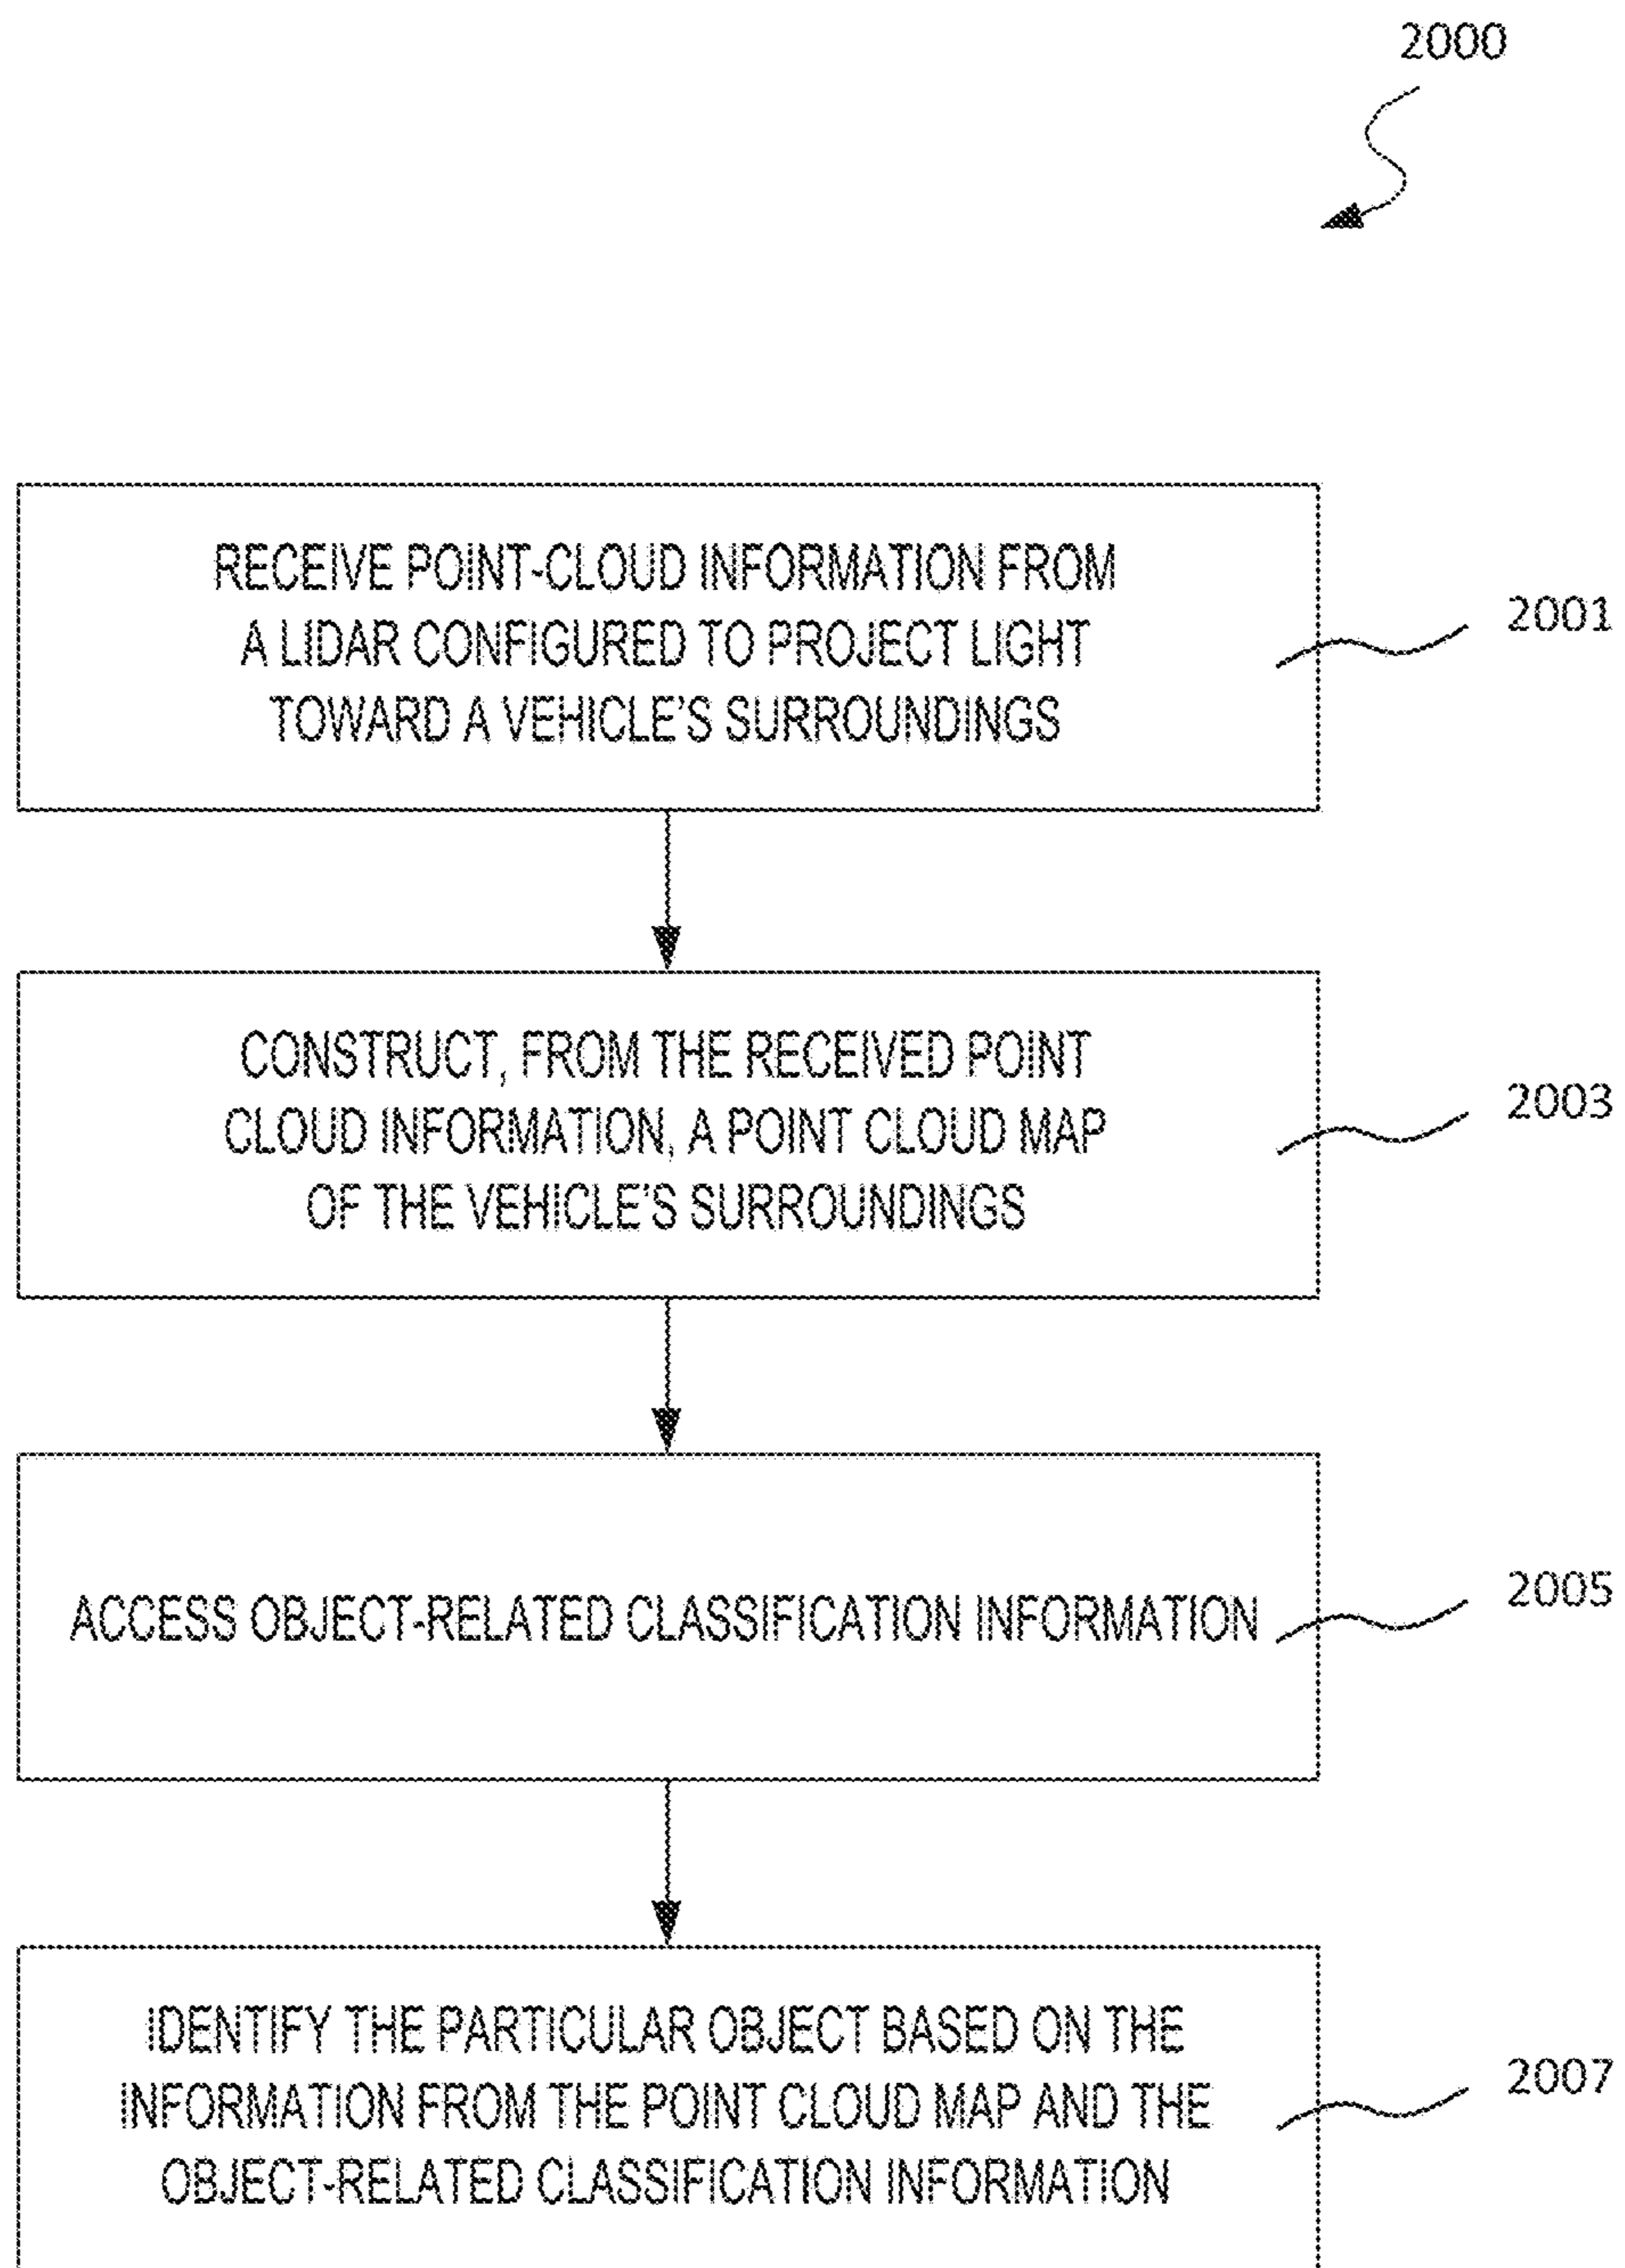 2000
RECEIVE POINT-CLOUD INFORMATION FROM
A LIDAR CONFIGURED TO PROJECT LIGHT
TOWARD A VEHICLE'S SURROUNDINGS
2001
CONSTRUCT, FROM THE RECEIVED POINT
CLOUD INFORMATION, A POINT CLOUD MAP
OF THE VEHICLE'S SURROUNDINGS
2003
ACCESS OBJECT-RELATED CLASSIFICATION INFORMATION
2005
IDENTIFY THE PARTICULAR OBJECT BASED ON THE
INFORMATION FROM THE POINT CLOUD MAP AND THE
OBJECT-RELATED CLASSIFICATION INFORMATION
2007